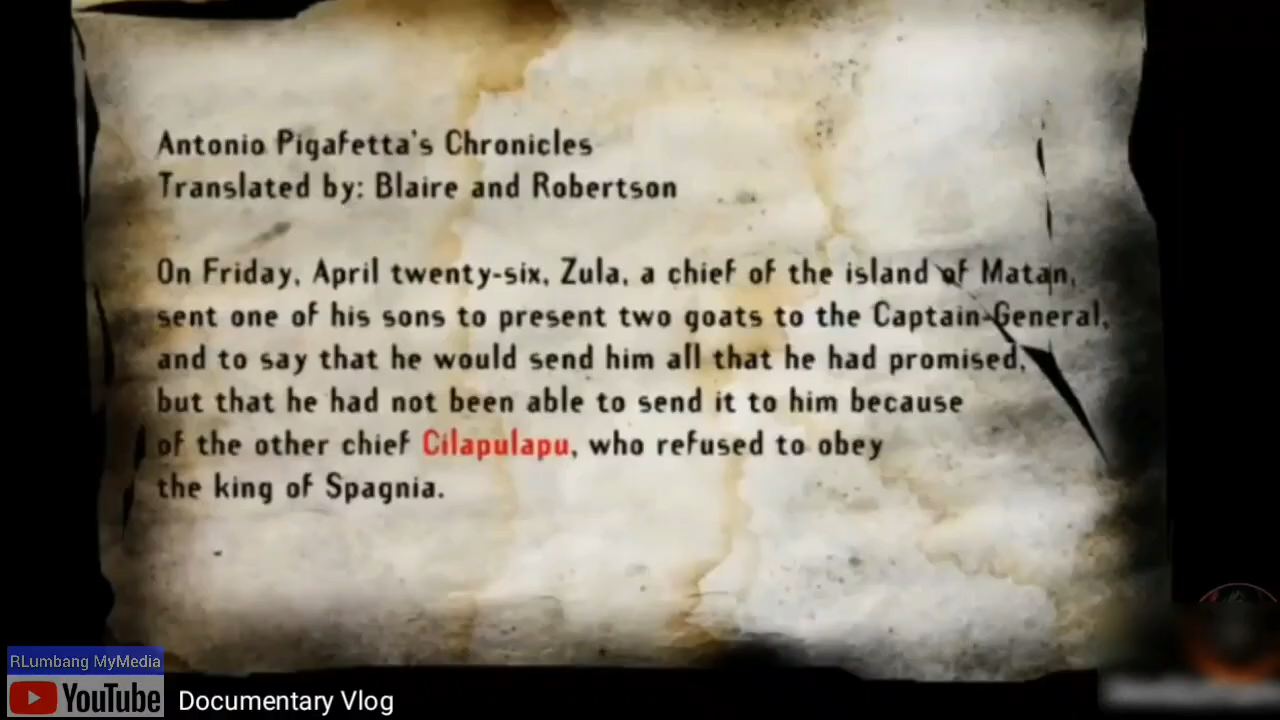 Antonio Pigafetta's Chronicles
Translated by: Blaire and Robertson
On Friday, April twenty-six, Zula, a chief of the island of Matan,
sent one of his sons to present two goats to the Captain-General,
and to say that he would send him all that he had promised,
but that he had not been able to send it to him because
of the other chief Cilapulapu, who refused to obey
the king of Spagnia.
RLumbang MyMedia
YouTube
Documentary Vlog